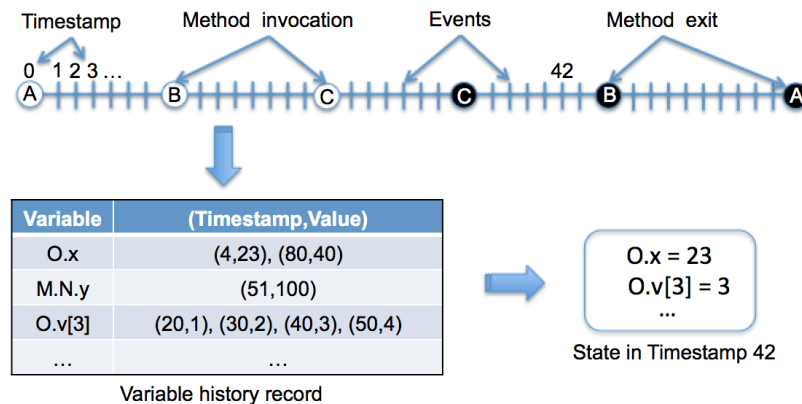 Timestamp Method invocation Events Method exit
0 1 2 3 ... 42
A B C C B A
Variable (Timestamp,Value)
O.x (4,23), (80,40)
M.N.y (51,100)
O.v[3] (20,1), (30,2), (40,3), (50,4)
... ...
Variable history record
O.x = 23
O.v[3] = 3
...
State in Timestamp 42